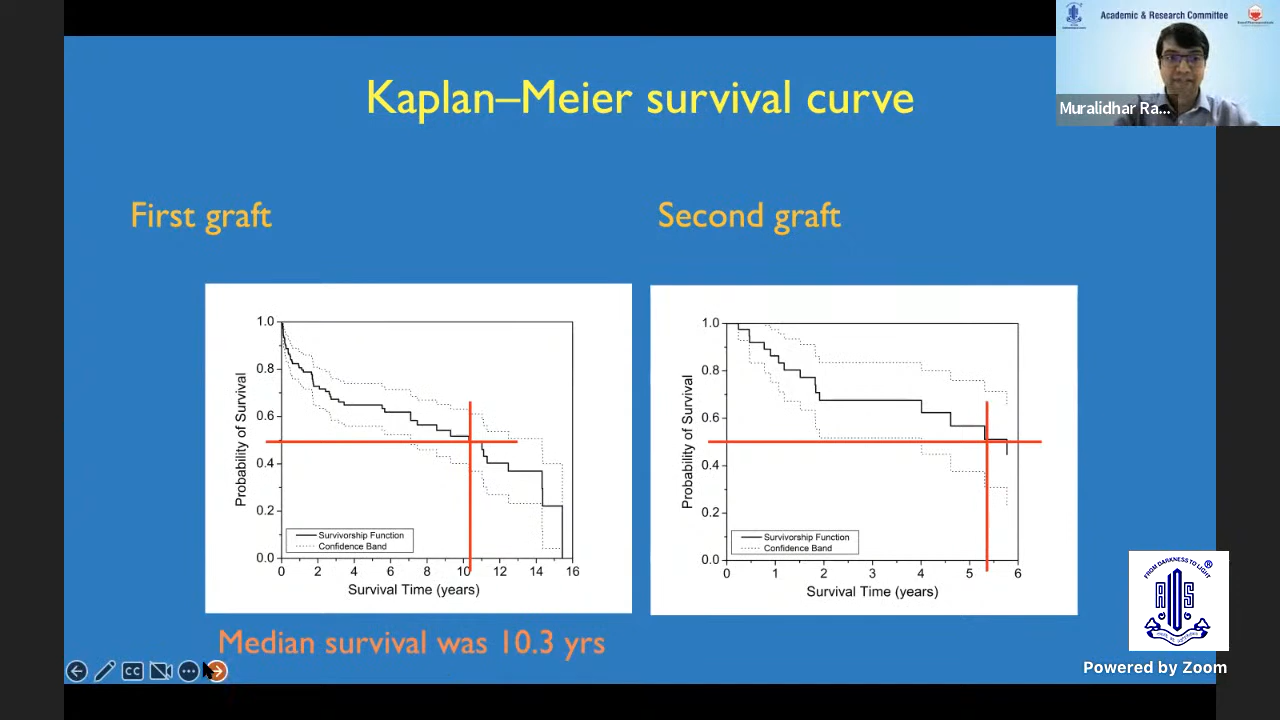 Academic & Research Committee
Muralidhar Ra...
Kaplan–Meier survival curve
First graft
Second graft
1.0
0.8
0.6
0.4
0.2
0.0
Probability of Survival
Survivorship Function
Confidence Band
0 2 4 6 8 10 12 14 16
Survival Time (years)
1.0
0.8
0.6
0.4
0.2
0.0
Probability of Survival
Survivorship Function
Confidence Band
0 1 2 3 4 5 6
Survival Time (years)
Median survival was 10.3 yrs
CC
FROM DARKNESS TO LIGHT
®
Powered by Zoom